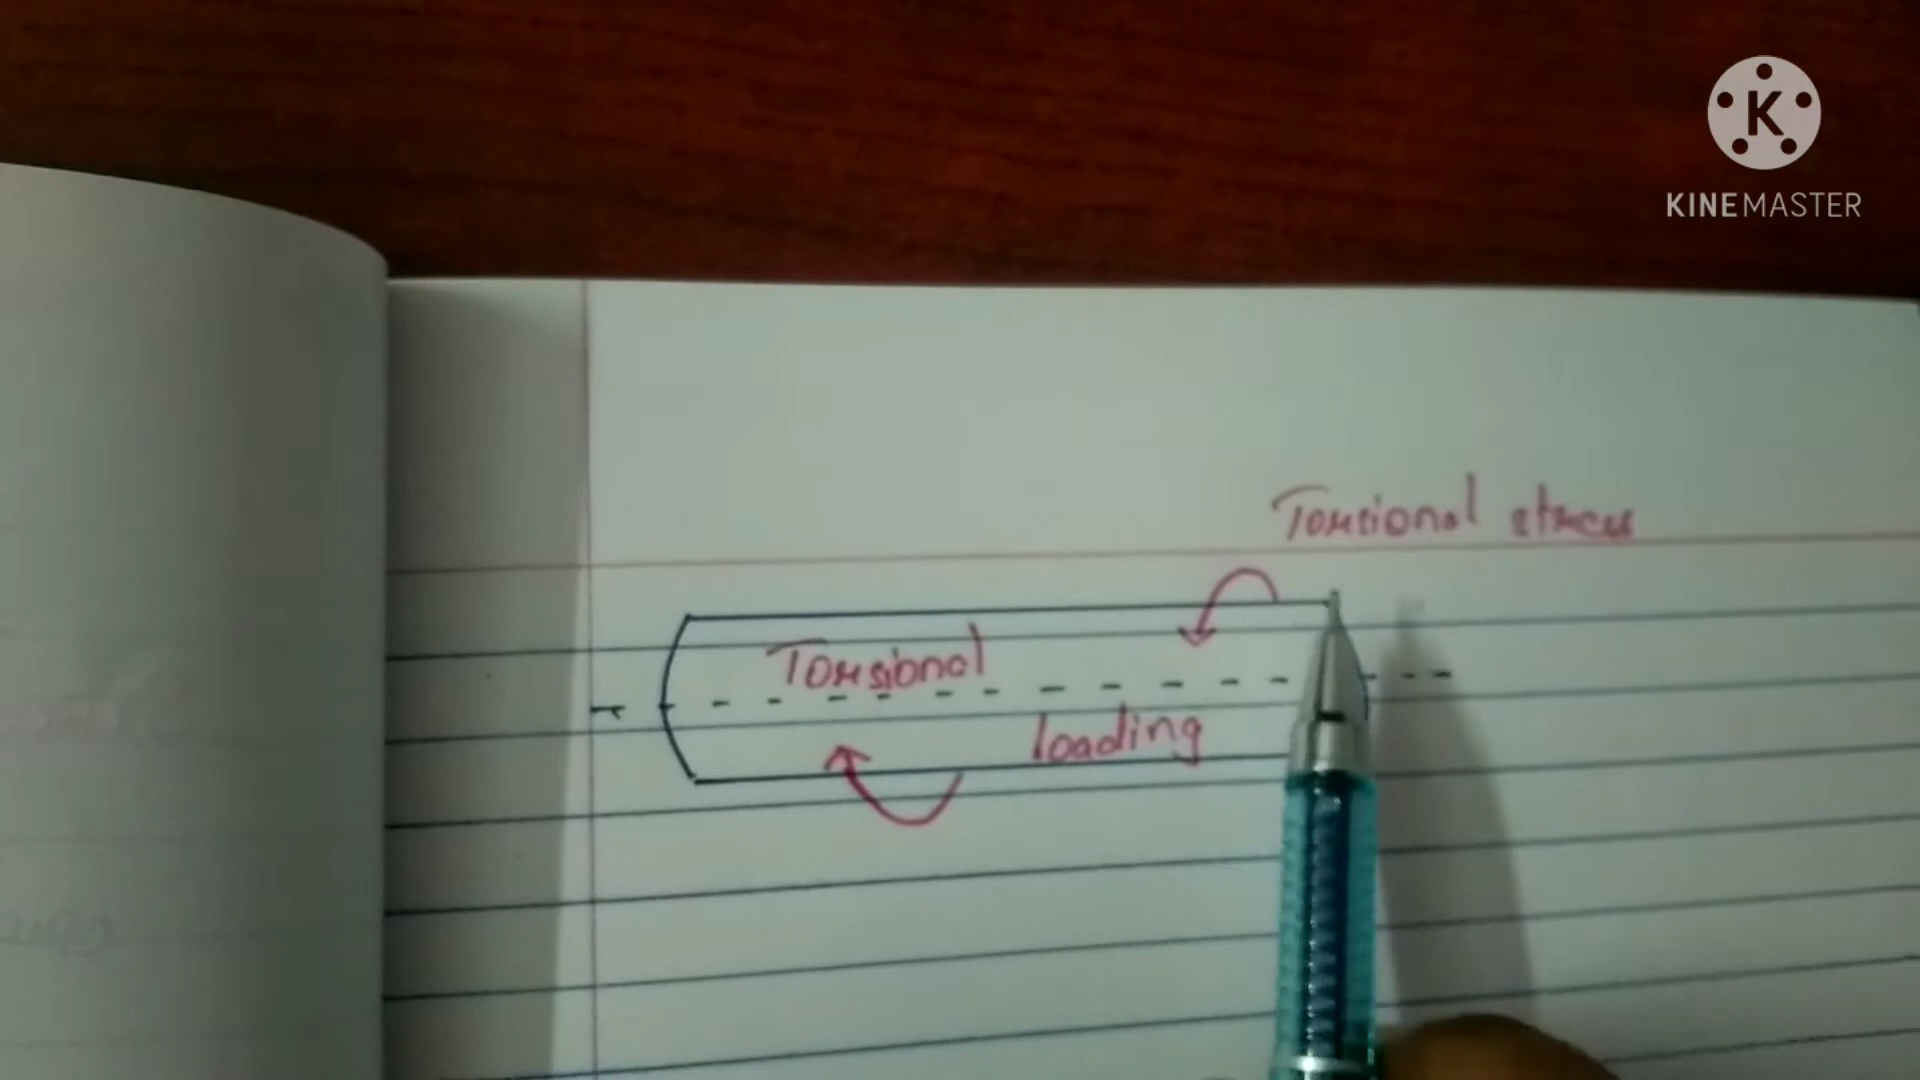 K
KINEMASTER
Torsional stress
Torsional
loading